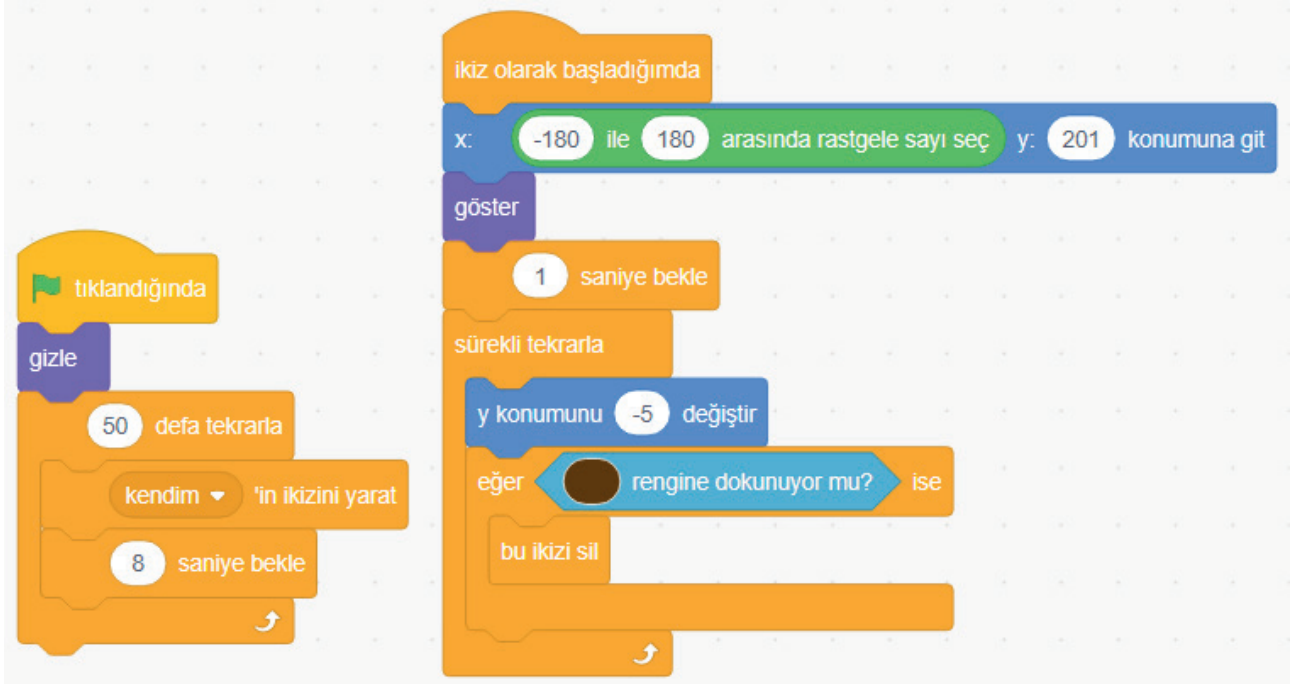 tıklandığında
gizle
50 defa tekrarla
kendim 'in ikizini yarat
8 saniye bekle
ikiz olarak başladığımda
x: -180 ile 180 arasında rastgele sayı seç y: 201 konumuna git
göster
1 saniye bekle
sürekli tekrarla
y konumunu -5 değiştir
eğer rengine dokunuyor mu? ise
bu ikizi sil